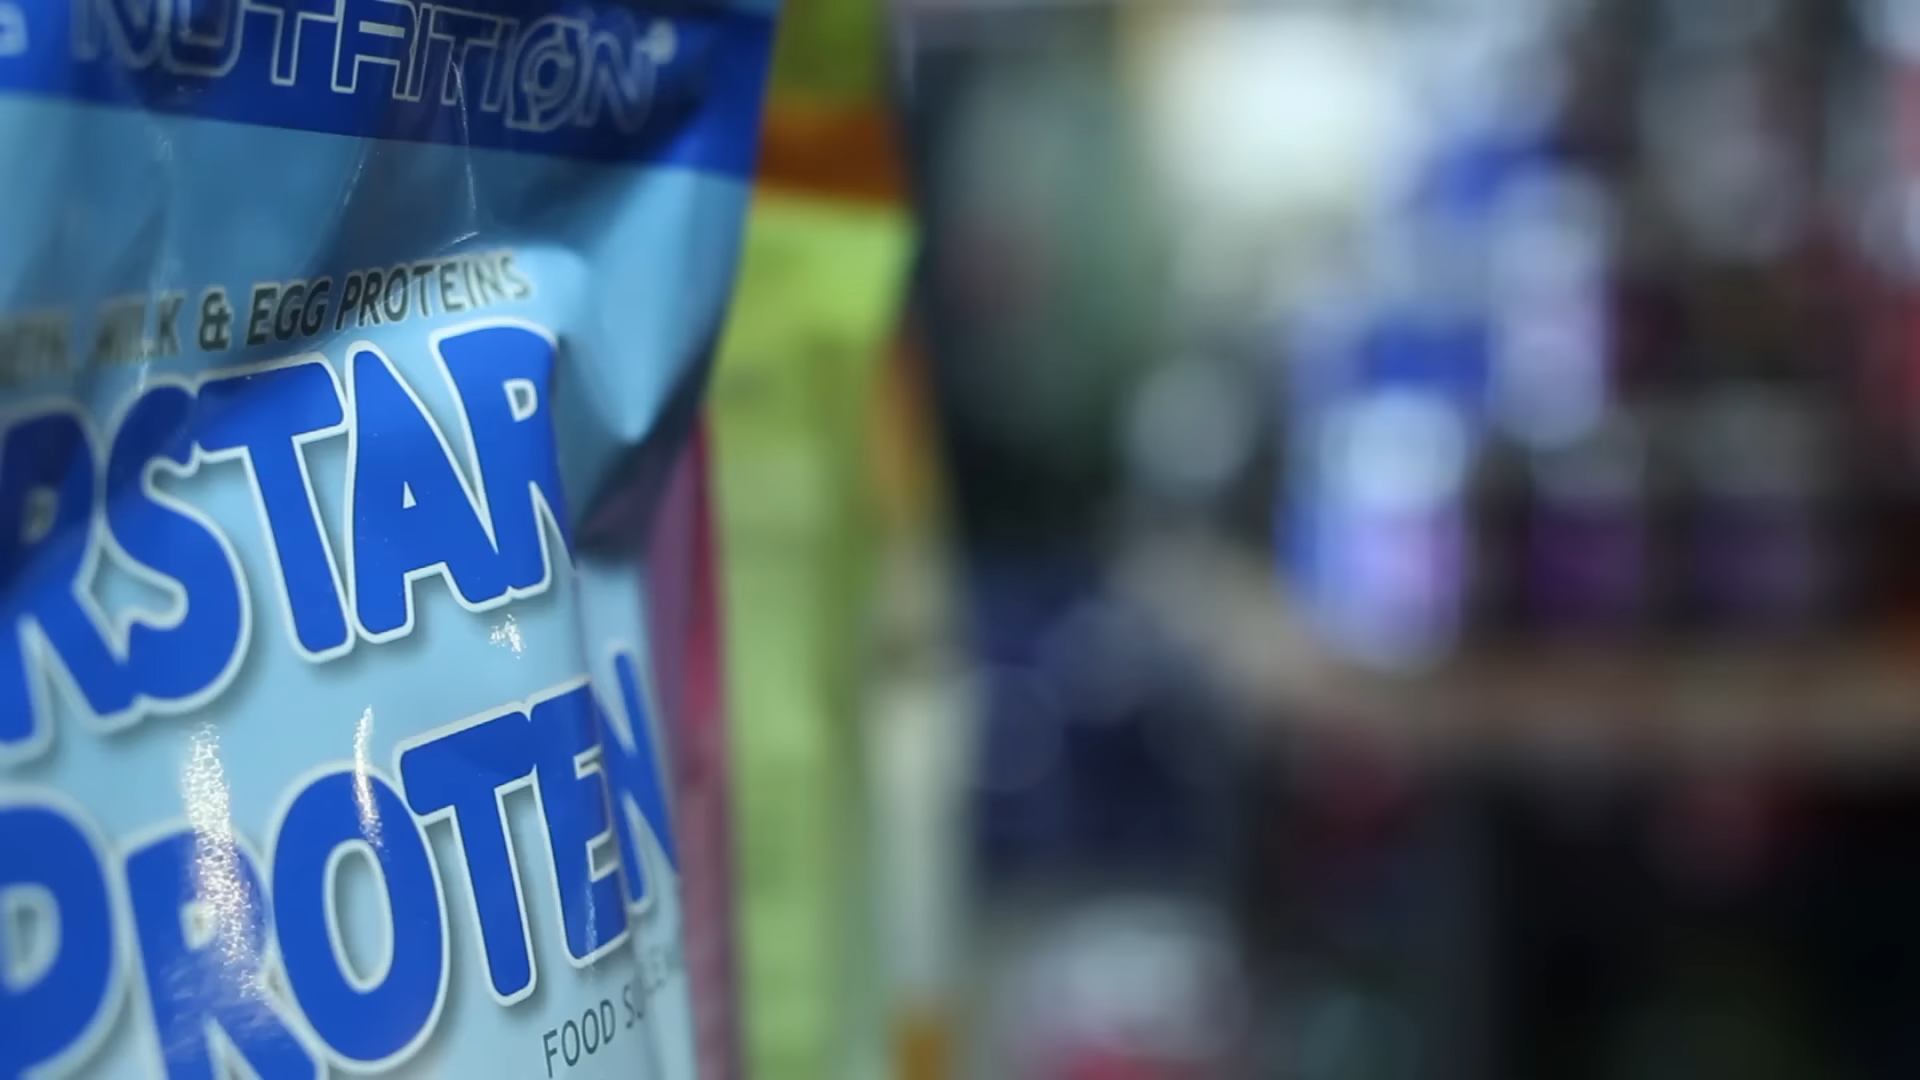 NUTRITION
MILK & EGG PROTEINS
RSTAR
PROTEIN
FOOD